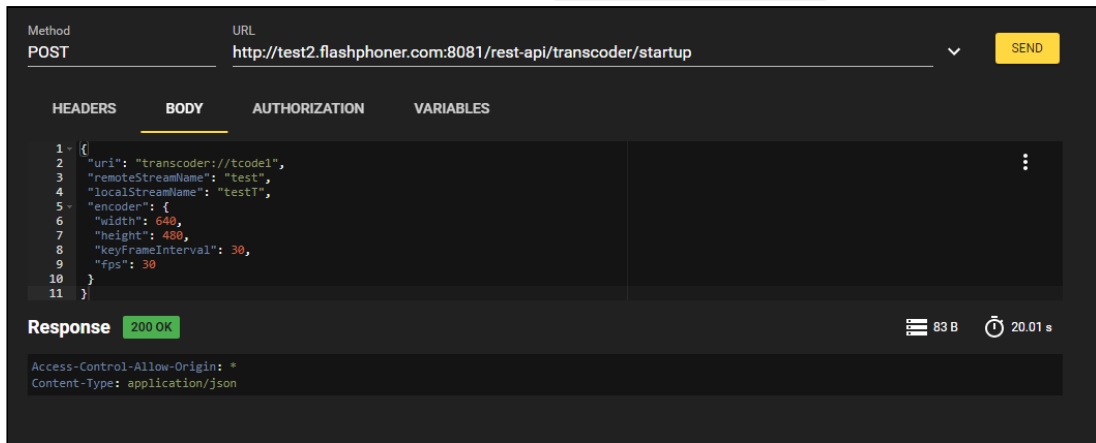 Method URL
POST http://test2.flashphoner.com:8081/rest-api/transcoder/startup SEND
HEADERS BODY AUTHORIZATION VARIABLES
1 {
2 "uri": "transcoder://tcode1",
3 "remoteStreamName": "test",
4 "localStreamName": "testT",
5 "encoder": {
6 "width": 640,
7 "height": 480,
8 "keyFrameInterval": 30,
9 "fps": 30
10 }
11 }
Response 200 OK 83 B 20.01 s
Access-Control-Allow-Origin: *
Content-Type: application/json